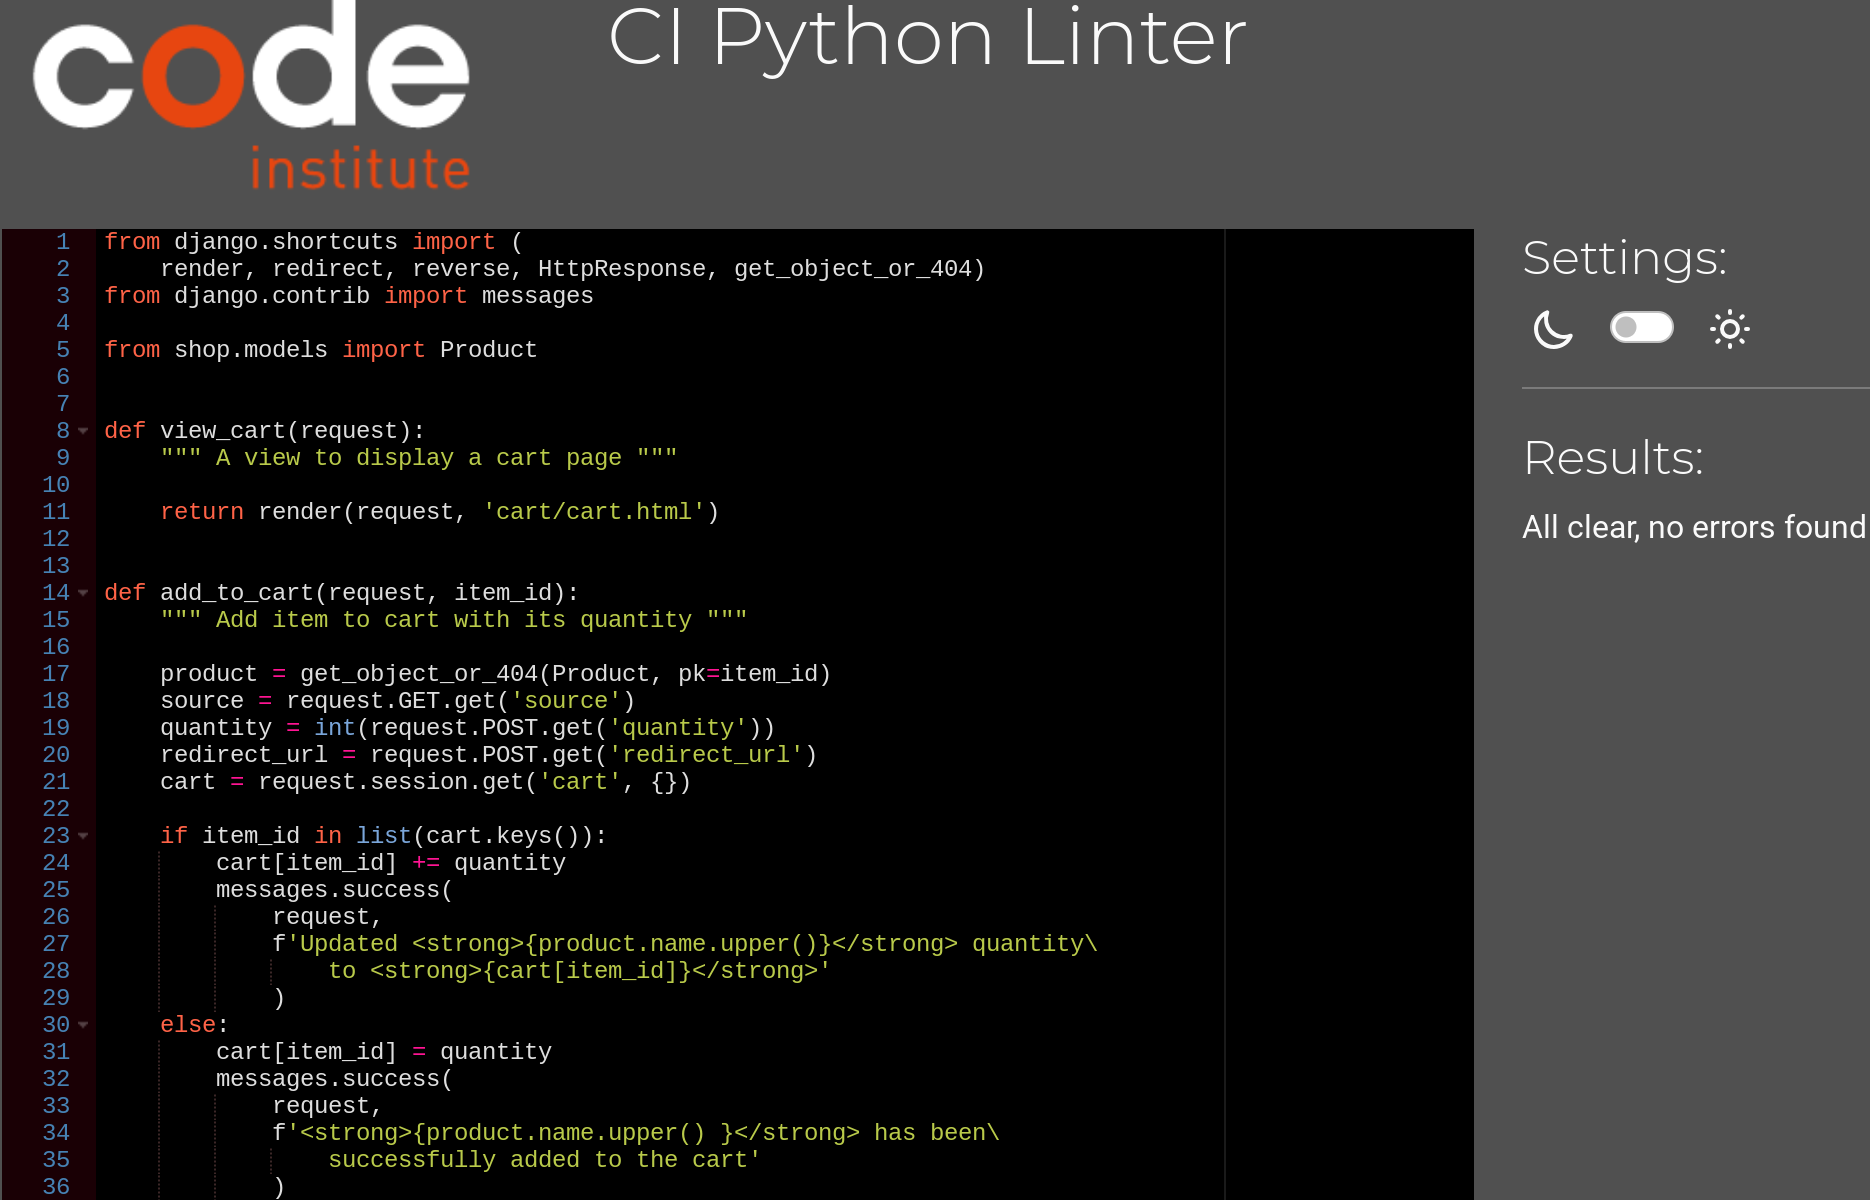 code
institute
CI Python Linter
1 from django.shortcuts import (
2     render, redirect, reverse, HttpResponse, get_object_or_404)
3 from django.contrib import messages
4
5 from shop.models import Product
6
7
8 def view_cart(request):
9     """ A view to display a cart page """
10
11     return render(request, 'cart/cart.html')
12
13
14 def add_to_cart(request, item_id):
15     """ Add item to cart with its quantity """
16
17     product = get_object_or_404(Product, pk=item_id)
18     source = request.GET.get('source')
19     quantity = int(request.POST.get('quantity'))
20     redirect_url = request.POST.get('redirect_url')
21     cart = request.session.get('cart', {})
22
23     if item_id in list(cart.keys()):
24         cart[item_id] += quantity
25         messages.success(
26             request,
27             f'Updated <strong>{product.name.upper()}</strong> quantity\
28                 to <strong>{cart[item_id]}</strong>'
29             )
30     else:
31         cart[item_id] = quantity
32         messages.success(
33             request,
34             f'<strong>{product.name.upper() }</strong> has been\
35                 successfully added to the cart'
36             )
Settings:
Results:
All clear, no errors found